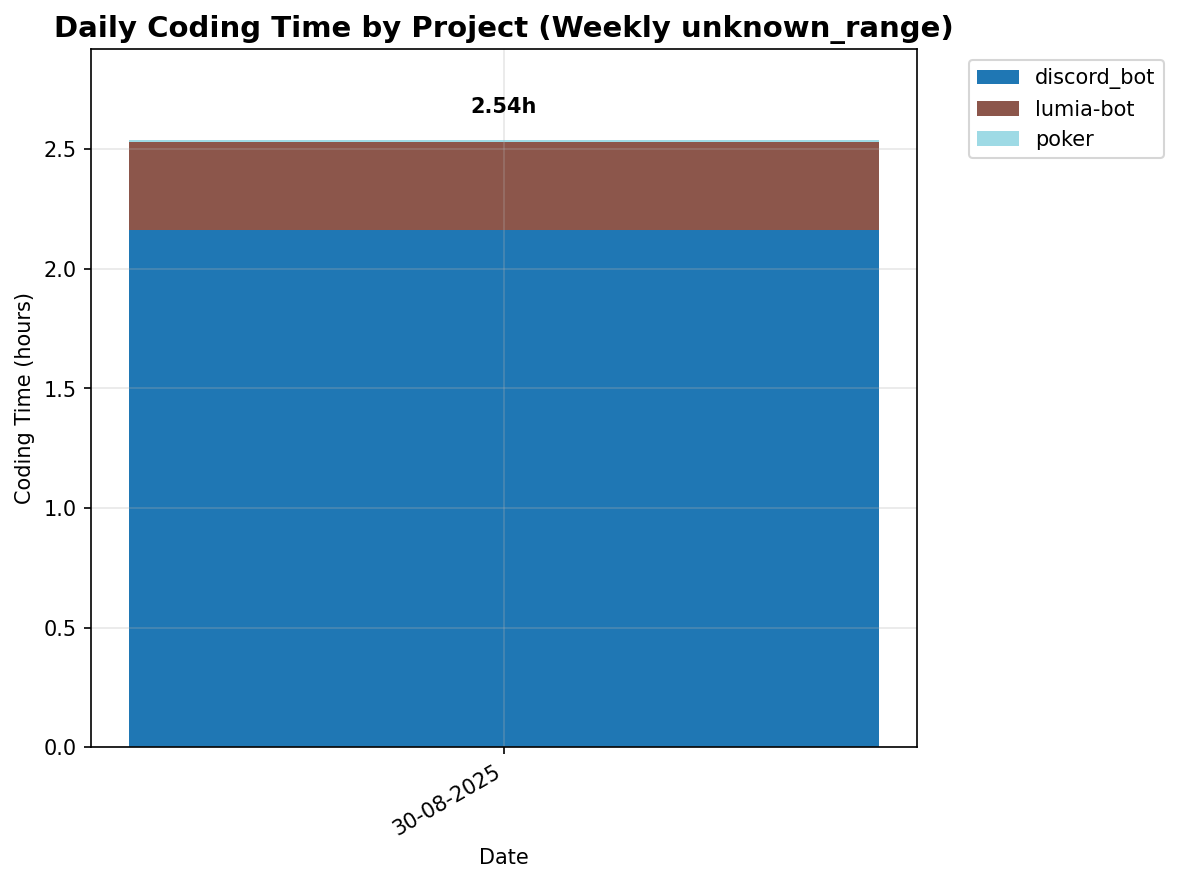 Daily Coding Time by Project (Weekly unknown_range)
discord_bot
lumia-bot
poker
2.54h
2.5
2.0
1.5
1.0
0.5
0.0
Coding Time (hours)
30-08-2025
Date